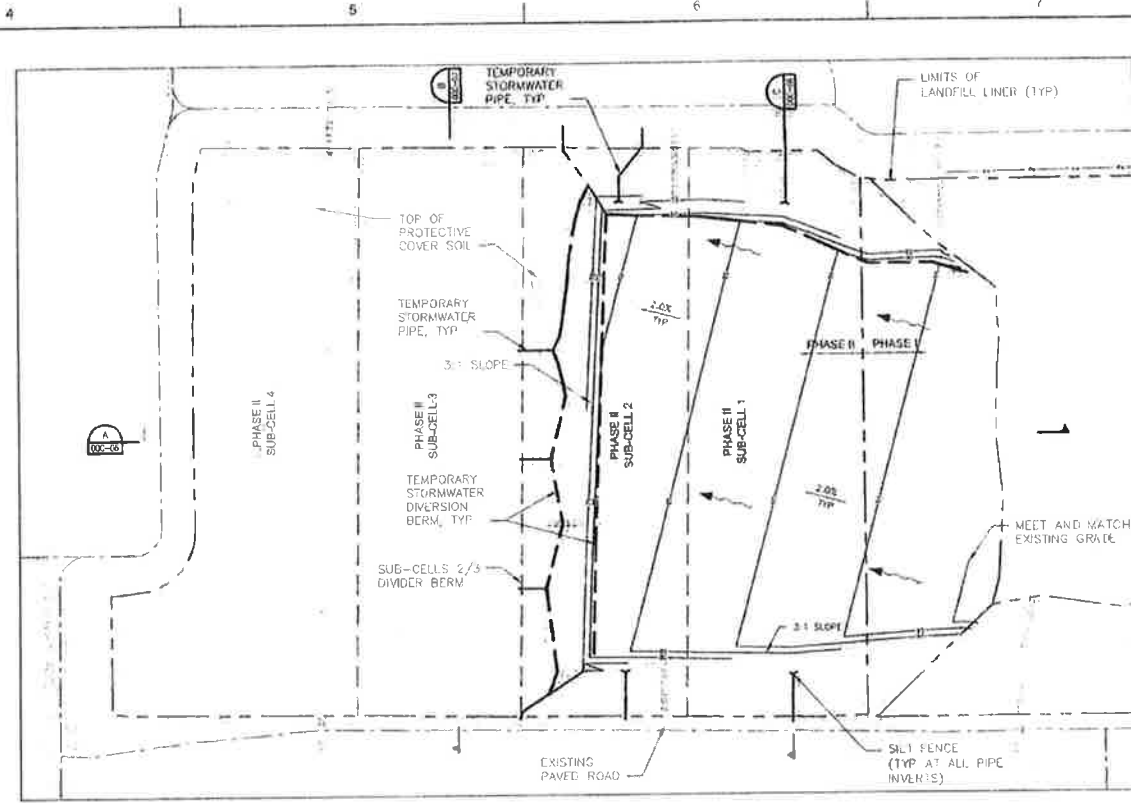 4
5
6
7
TEMPORARY
STORMWATER
PIPE, TYP
B
C
LIMITS OF
LANDFILL LINER (TYP)
TOP OF
PROTECTIVE
COVER SOIL
TEMPORARY
STORMWATER
PIPE, TYP
3:1 SLOPE
2.0%
TYP
PHASE II
PHASE I
PHASE II
SUB-CELL 4
PHASE II
SUB-CELL 3
PHASE II
SUB-CELL 2
PHASE II
SUB-CELL 1
A
00C-06
TEMPORARY
STORMWATER
DIVERSION
BERM, TYP
2.0%
TYP
MEET AND MATCH
EXISTING GRADE
SUB-CELLS 2/3
DIVIDER BERM
3:1 SLOPE
EXISTING
PAVED ROAD
SILT FENCE
(TYP AT ALL PIPE
INVERTS)